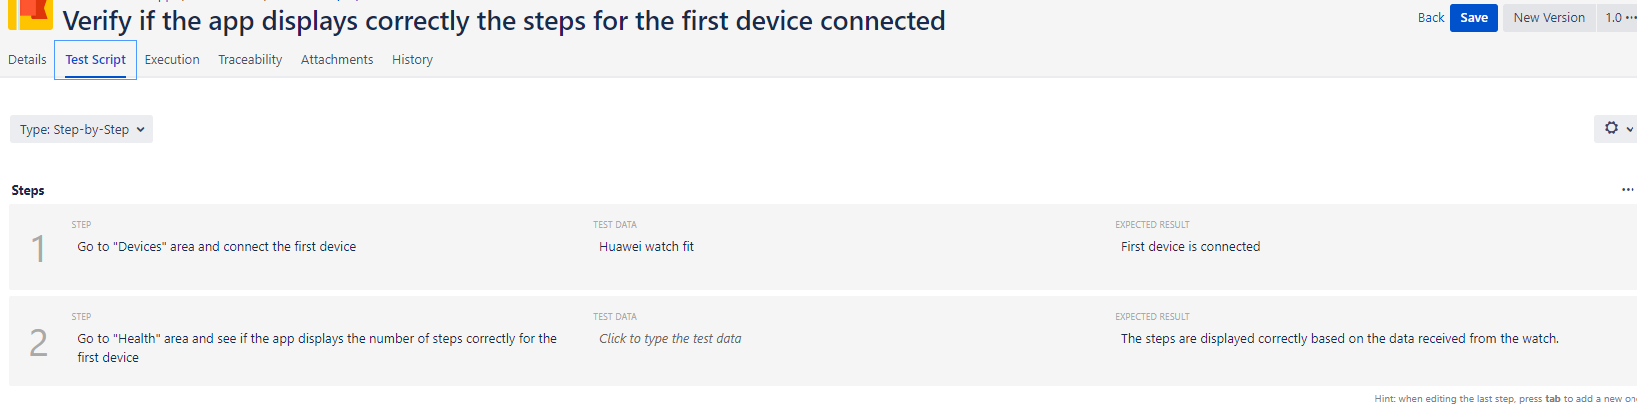 Verify if the app displays correctly the steps for the first device connected
Back Save New Version 1.0
Details Test Script Execution Traceability Attachments History
Type: Step-by-Step
Steps
STEP TEST DATA EXPECTED RESULT
1 Go to "Devices" area and connect the first device Huawei watch fit First device is connected
STEP TEST DATA EXPECTED RESULT
2 Go to "Health" area and see if the app displays the number of steps correctly for the Click to type the test data The steps are displayed correctly based on the data received from the watch.
first device
Hint: when editing the last step, press tab to add a new